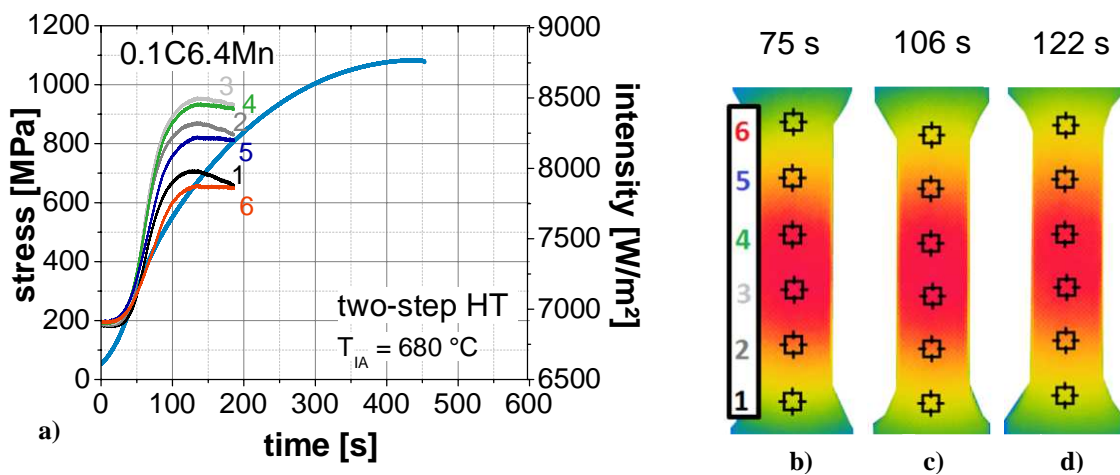 1200
1000
800
600
400
200
0
stress [MPa]
0.1C6.4Mn
3
4
2
5
1
6
two-step HT
T_IA = 680 °C
9000
8500
8000
7500
7000
6500
intensity [W/m²]
0 100 200 300 400 500 600
time [s]
a)
75 s 106 s 122 s
6
5
4
3
2
1
b) c) d)